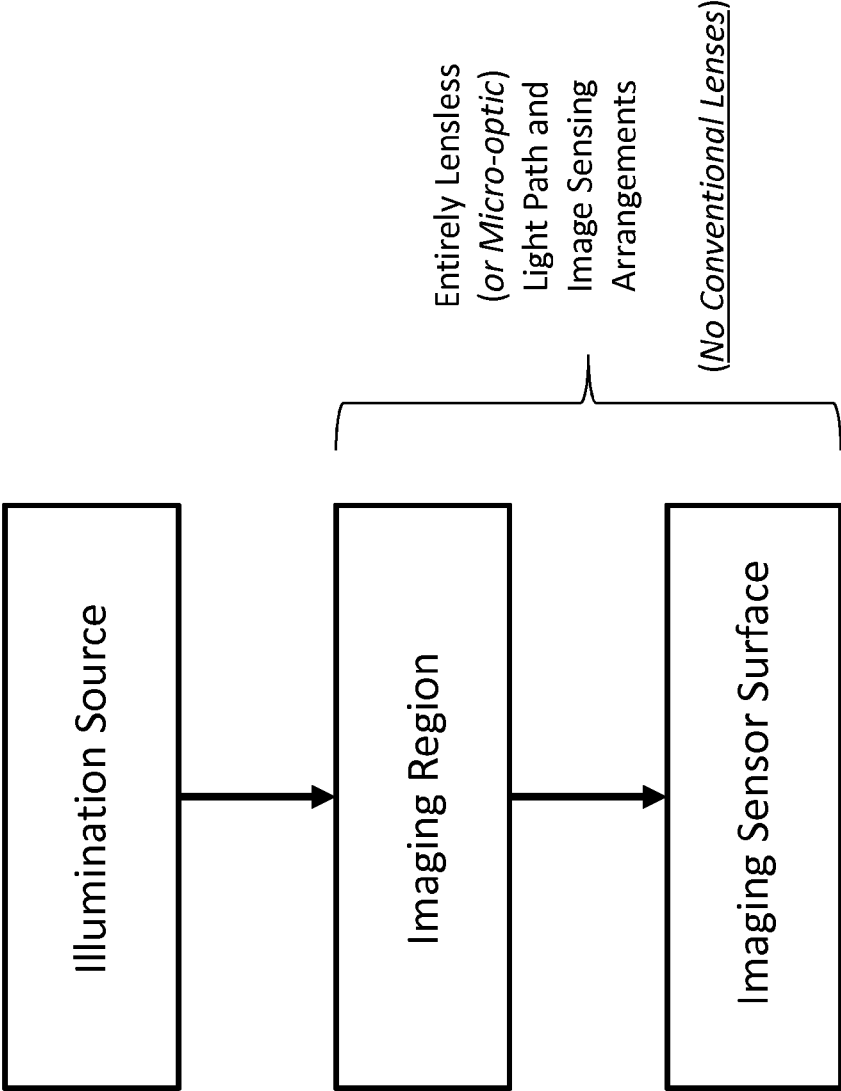 Illumination Source
Imaging Region
Imaging Sensor Surface
Entirely Lensless
(or Micro-optic)
Light Path and
Image Sensing
Arrangements
(No Conventional Lenses)